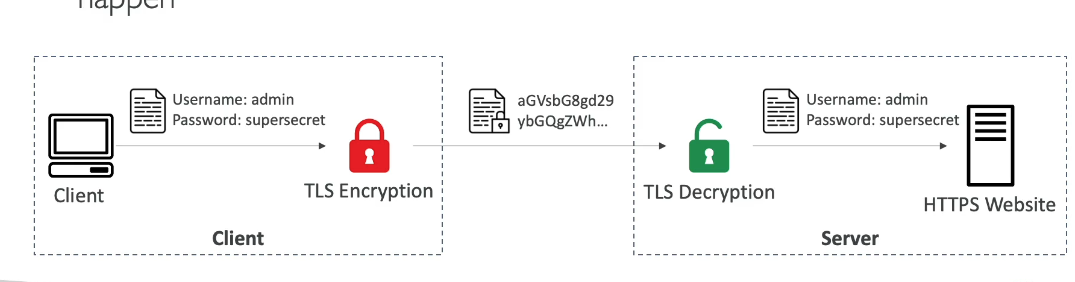 happen
Username: admin
Password: supersecret
Client
TLS Encryption
Client
aGVsbG8gd29
ybGQgZWh...
TLS Decryption
Username: admin
Password: supersecret
HTTPS Website
Server